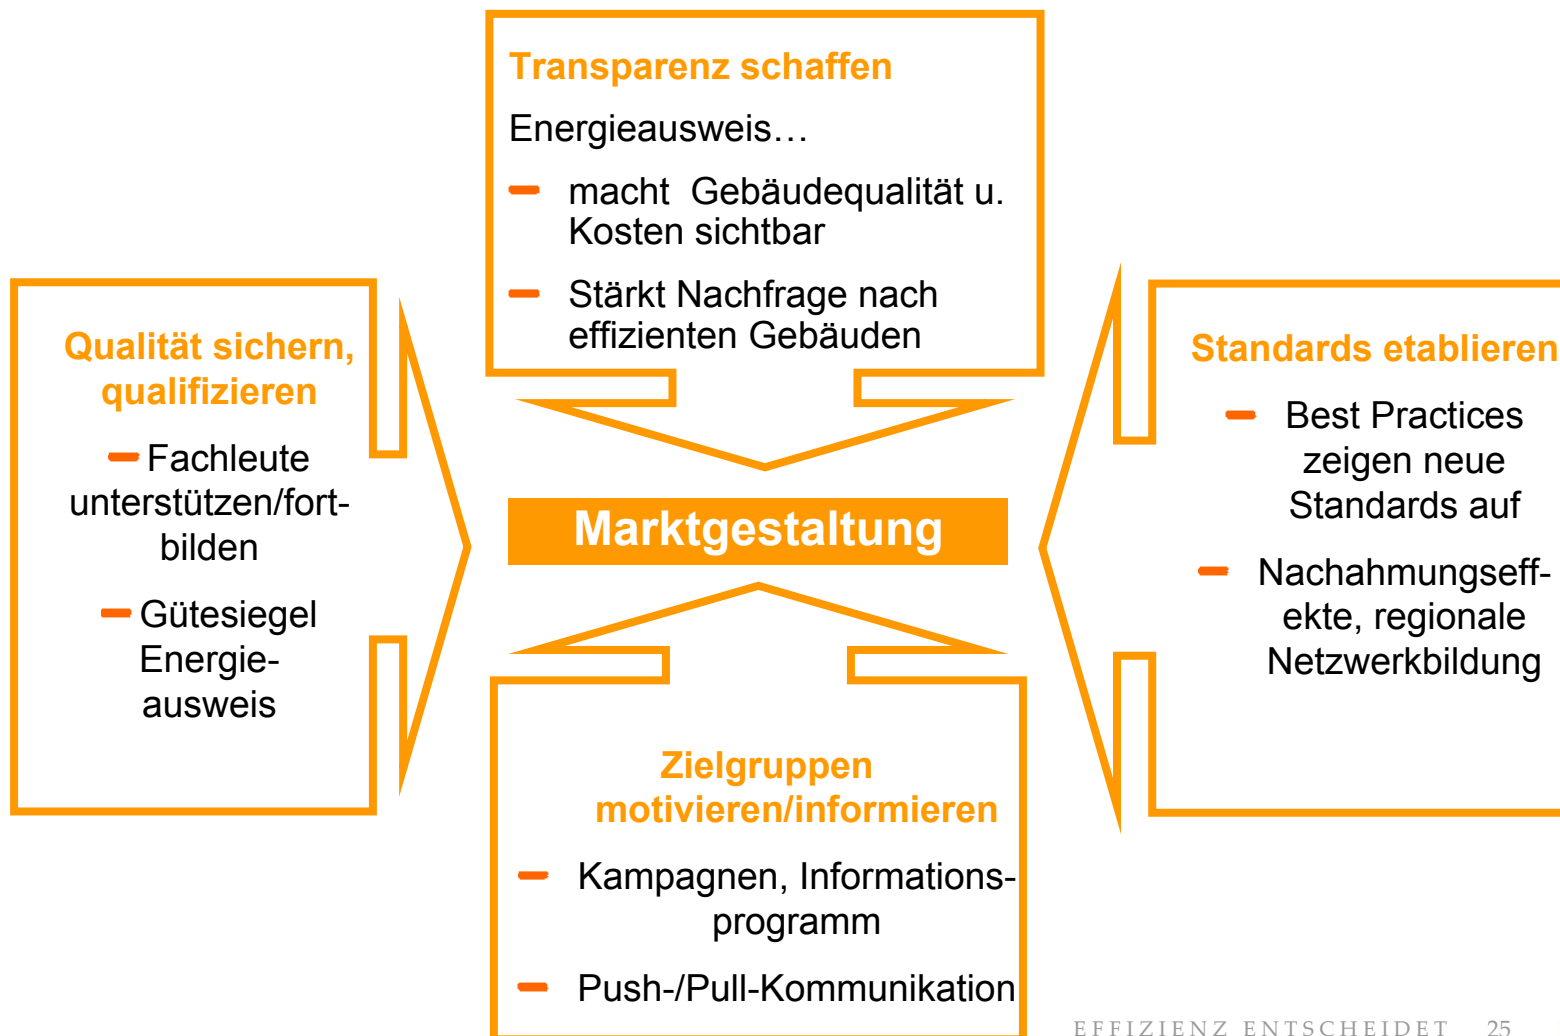 Transparenz schaffen
Energieausweis…
macht  Gebäudequalität u.
Kosten sichtbar
Stärkt Nachfrage nach
effizienten Gebäuden
Qualität sichern,
qualifizieren
Fachleute
unterstützen/fort-
bilden
Gütesiegel
Energie-
ausweis
Marktgestaltung
Standards etablieren
Best Practices
zeigen neue
Standards auf
Nachahmungseff-
ekte, regionale
Netzwerkbildung
Zielgruppen
motivieren/informieren
Kampagnen, Informations-
programm
Push-/Pull-Kommunikation
EFFIZIENZ ENTSCHEIDET 25